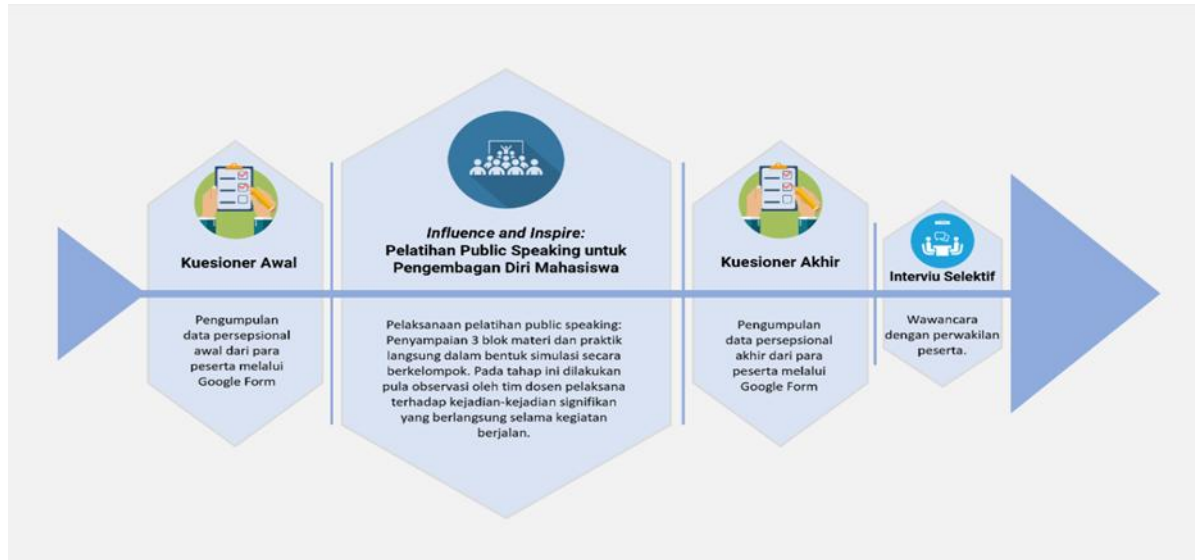 Kuesioner Awal
Pengumpulan
data persepsional
awal dari para
peserta melalui
Google Form
Influence and Inspire:
Pelatihan Public Speaking untuk
Pengembagan Diri Mahasiswa
Pelaksanaan pelatihan public speaking:
Penyampaian 3 blok materi dan praktik
langsung dalam bentuk simulasi secara
berkelompok. Pada tahap ini dilakukan
pula observasi oleh tim dosen pelaksana
terhadap kejadian-kejadian signifikan
yang berlangsung selama kegiatan
berjalan.
Kuesioner Akhir
Pengumpulan
data persepsional
akhir dari para
peserta melalui
Google Form
Interviu Selektif
Wawancara
dengan perwakilan
peserta.